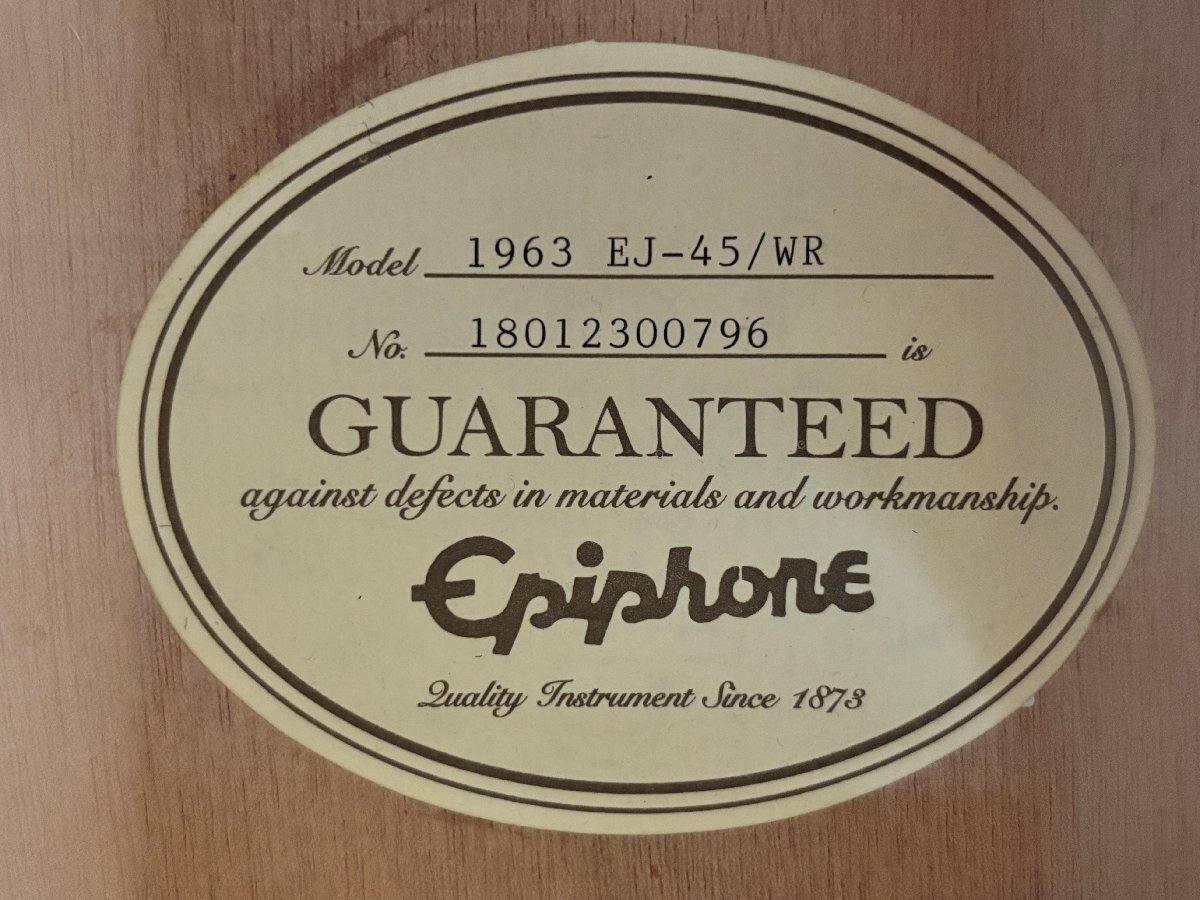 Model 1963 EJ-45/WR
No. 18012300796 is
GUARANTEED
against defects in materials and workmanship.
Epiphone
Quality Instrument Since 1873